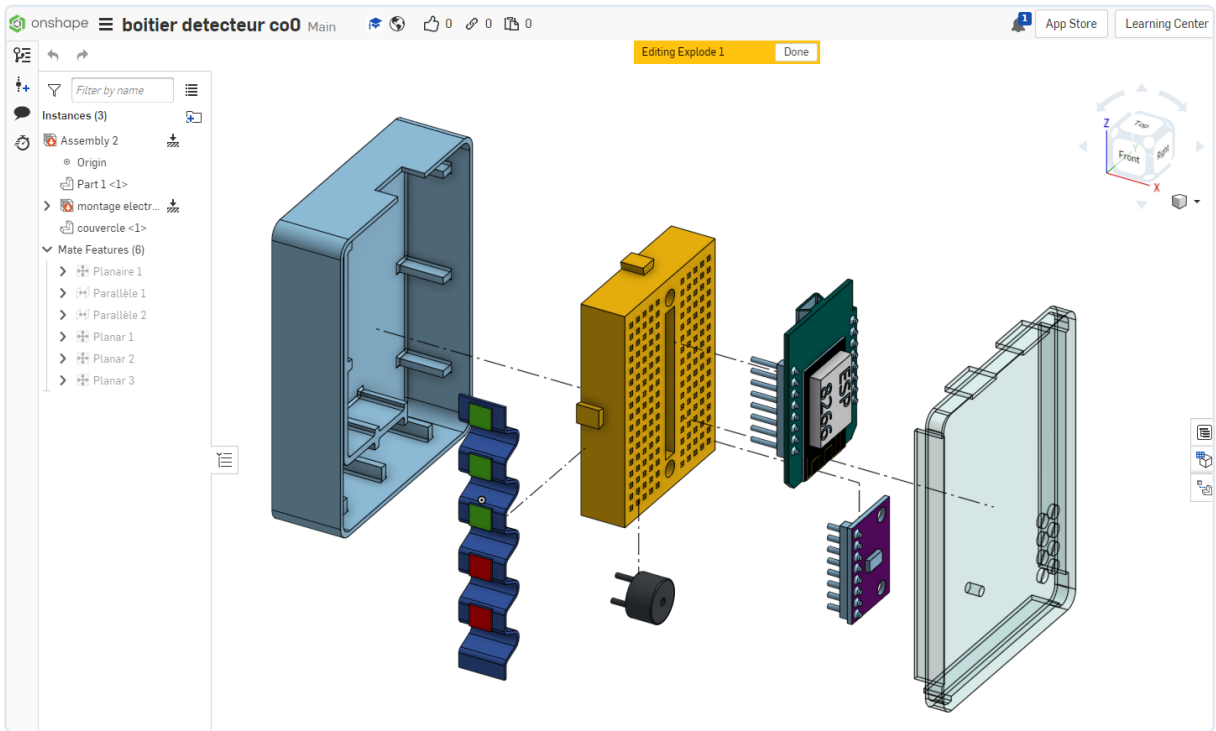 onshape boitier detecteur co0 Main 0 0 0 1 App Store Learning Center
Editing Explode 1 Done
Filter by name
Instances (3)
Assembly 2
Origin
Part 1 <1>
montage electr...
couvercle <1>
Mate Features (6)
Planaire 1
Parallèle 1
Parallèle 2
Planar 1
Planar 2
Planar 3
ESP
8266
Z
Top
Y
Front
Right
X